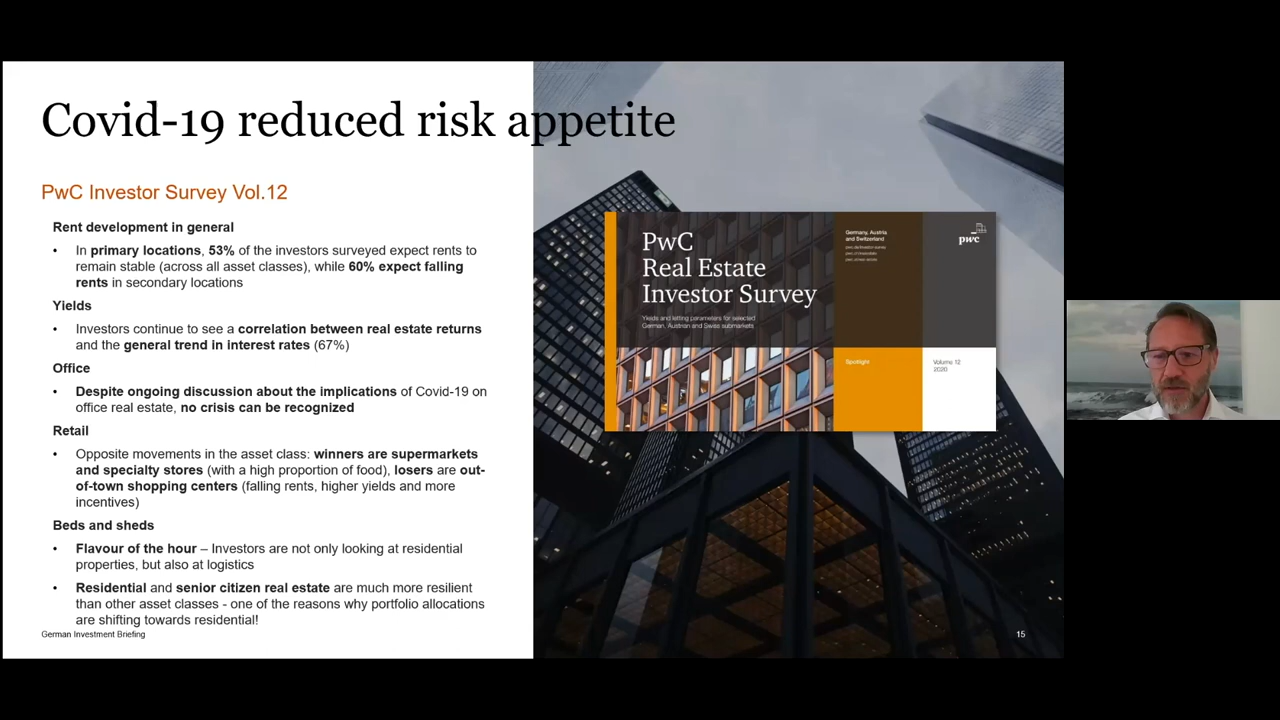 Covid-19 reduced risk appetite
PwC Investor Survey Vol.12
Rent development in general
• In primary locations, 53% of the investors surveyed expect rents to
remain stable (across all asset classes), while 60% expect falling
rents in secondary locations
Yields
• Investors continue to see a correlation between real estate returns
and the general trend in interest rates (67%)
Office
• Despite ongoing discussion about the implications of Covid-19 on
office real estate, no crisis can be recognized
Retail
• Opposite movements in the asset class: winners are supermarkets
and specialty stores (with a high proportion of food), losers are out-
of-town shopping centers (falling rents, higher yields and more
incentives)
Beds and sheds
• Flavour of the hour – Investors are not only looking at residential
properties, but also at logistics
• Residential and senior citizen real estate are much more resilient
than other asset classes - one of the reasons why portfolio allocations
are shifting towards residential!
German Investment Briefing
PwC
Real Estate
Investor Survey
Yields and letting parameters for selected
German, Austrian and Swiss submarkets
Germany, Austria
and Switzerland
pwc
Spotlight
Volume 12
2020
15